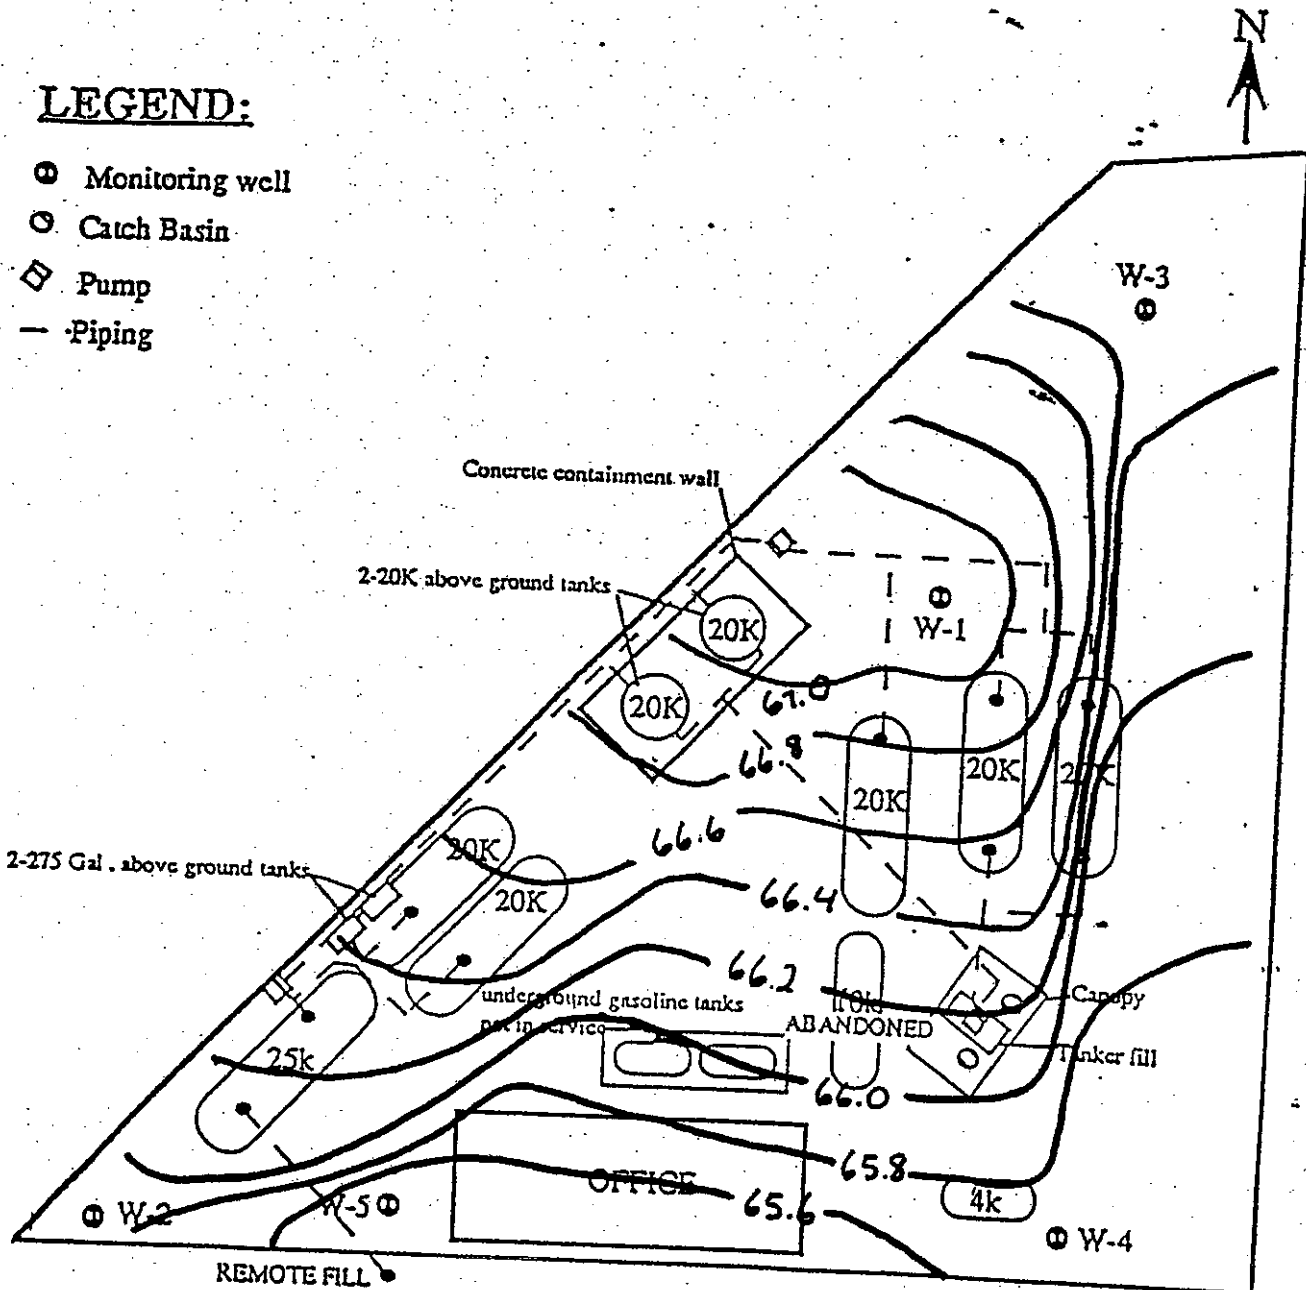 N
LEGEND:
Monitoring well
Catch Basin
Pump
Piping
W-3
Concrete containment wall
2-20K above ground tanks
20K
W-1
20K
67.0
66.8
20K
20K
66.6
20K
2-275 Gal. above ground tanks
20K
66.4
66.2
underground gasoline tanks
not in service
ABANDONED
Canopy
25k
Tanker fill
66.0
65.8
OFFICE
65.6
4k
W-2
W-5
W-4
REMOTE FILL